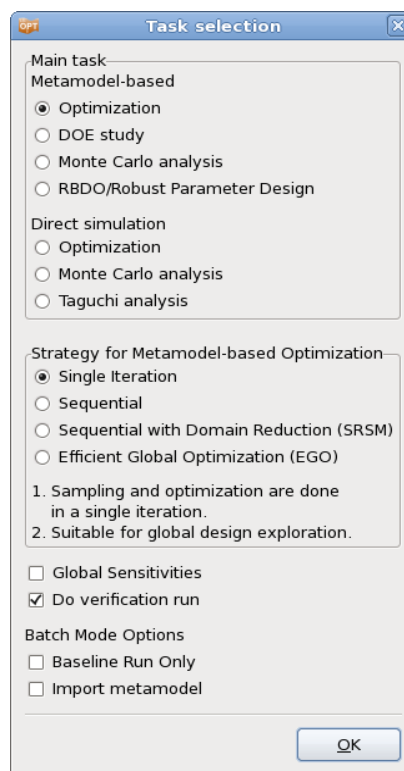 OPT
Task selection
Main task
Metamodel-based
Optimization
DOE study
Monte Carlo analysis
RBDO/Robust Parameter Design
Direct simulation
Optimization
Monte Carlo analysis
Taguchi analysis
Strategy for Metamodel-based Optimization
Single Iteration
Sequential
Sequential with Domain Reduction (SRSM)
Efficient Global Optimization (EGO)
1. Sampling and optimization are done
in a single iteration.
2. Suitable for global design exploration.
Global Sensitivities
Do verification run
Batch Mode Options
Baseline Run Only
Import metamodel
OK